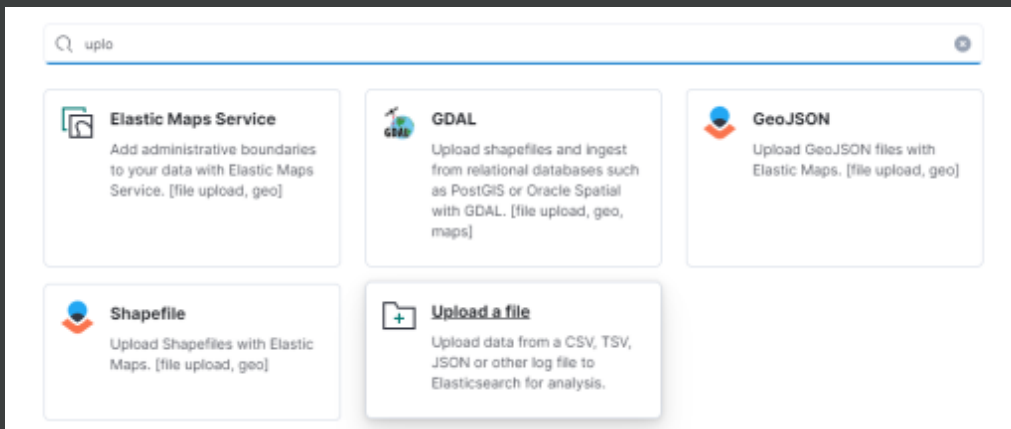 uplo
Elastic Maps Service
Add administrative boundaries
to your data with Elastic Maps
Service. [file upload, geo]
GDAL
GDAL
Upload shapefiles and ingest
from relational databases such
as PostGIS or Oracle Spatial
with GDAL. [file upload, geo,
maps]
GeoJSON
Upload GeoJSON files with
Elastic Maps. [file upload, geo]
Shapefile
Upload Shapefiles with Elastic
Maps. [file upload, geo]
Upload a file
Upload data from a CSV, TSV,
JSON or other log file to
Elasticsearch for analysis.